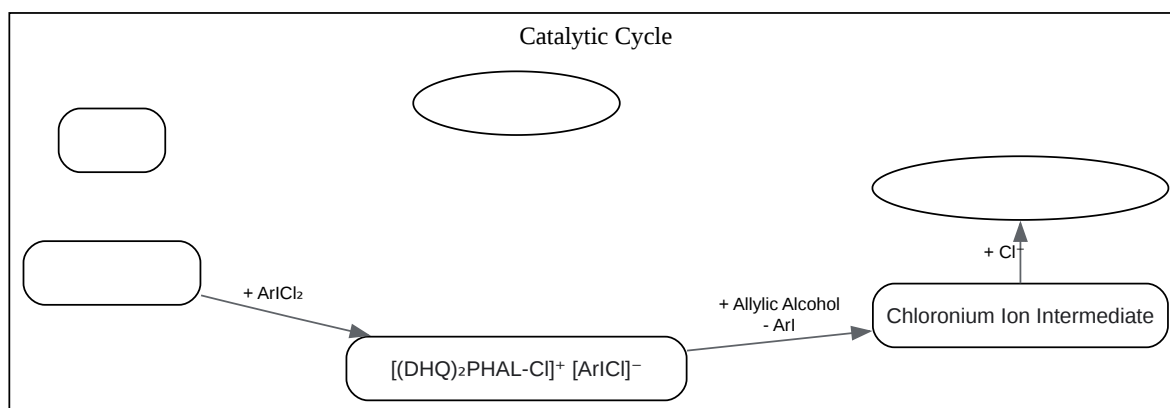 Catalytic Cycle
+ Cl⁻
+ ArICl₂
+ Allylic Alcohol
- ArI
Chloronium Ion Intermediate
[(DHQ)₂PHAL-Cl]⁺ [ArICl]⁻